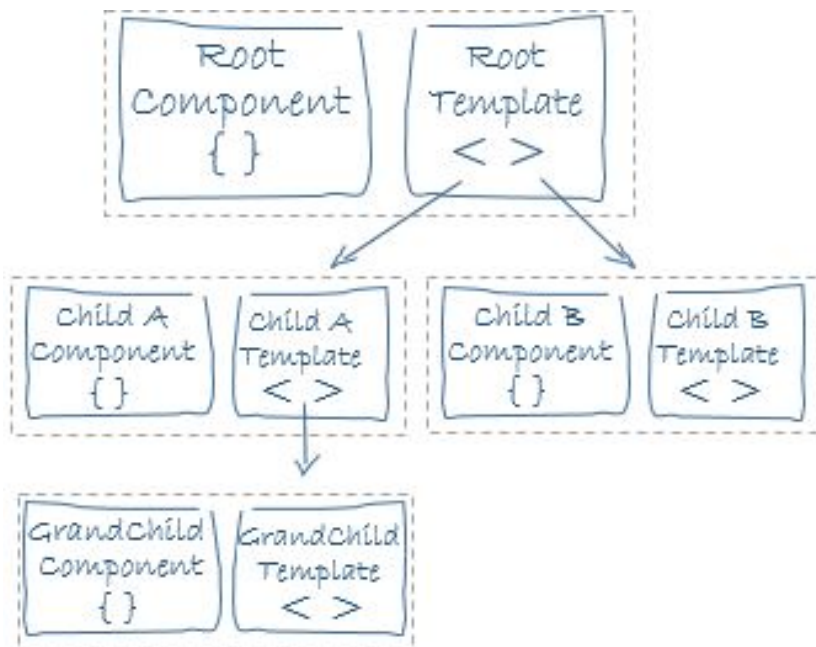 Root
Component
{ }
Root
Template
< >
Child A
Component
{ }
Child A
Template
< >
Child B
Component
{ }
Child B
Template
< >
GrandChild
Component
{ }
GrandChild
Template
< >